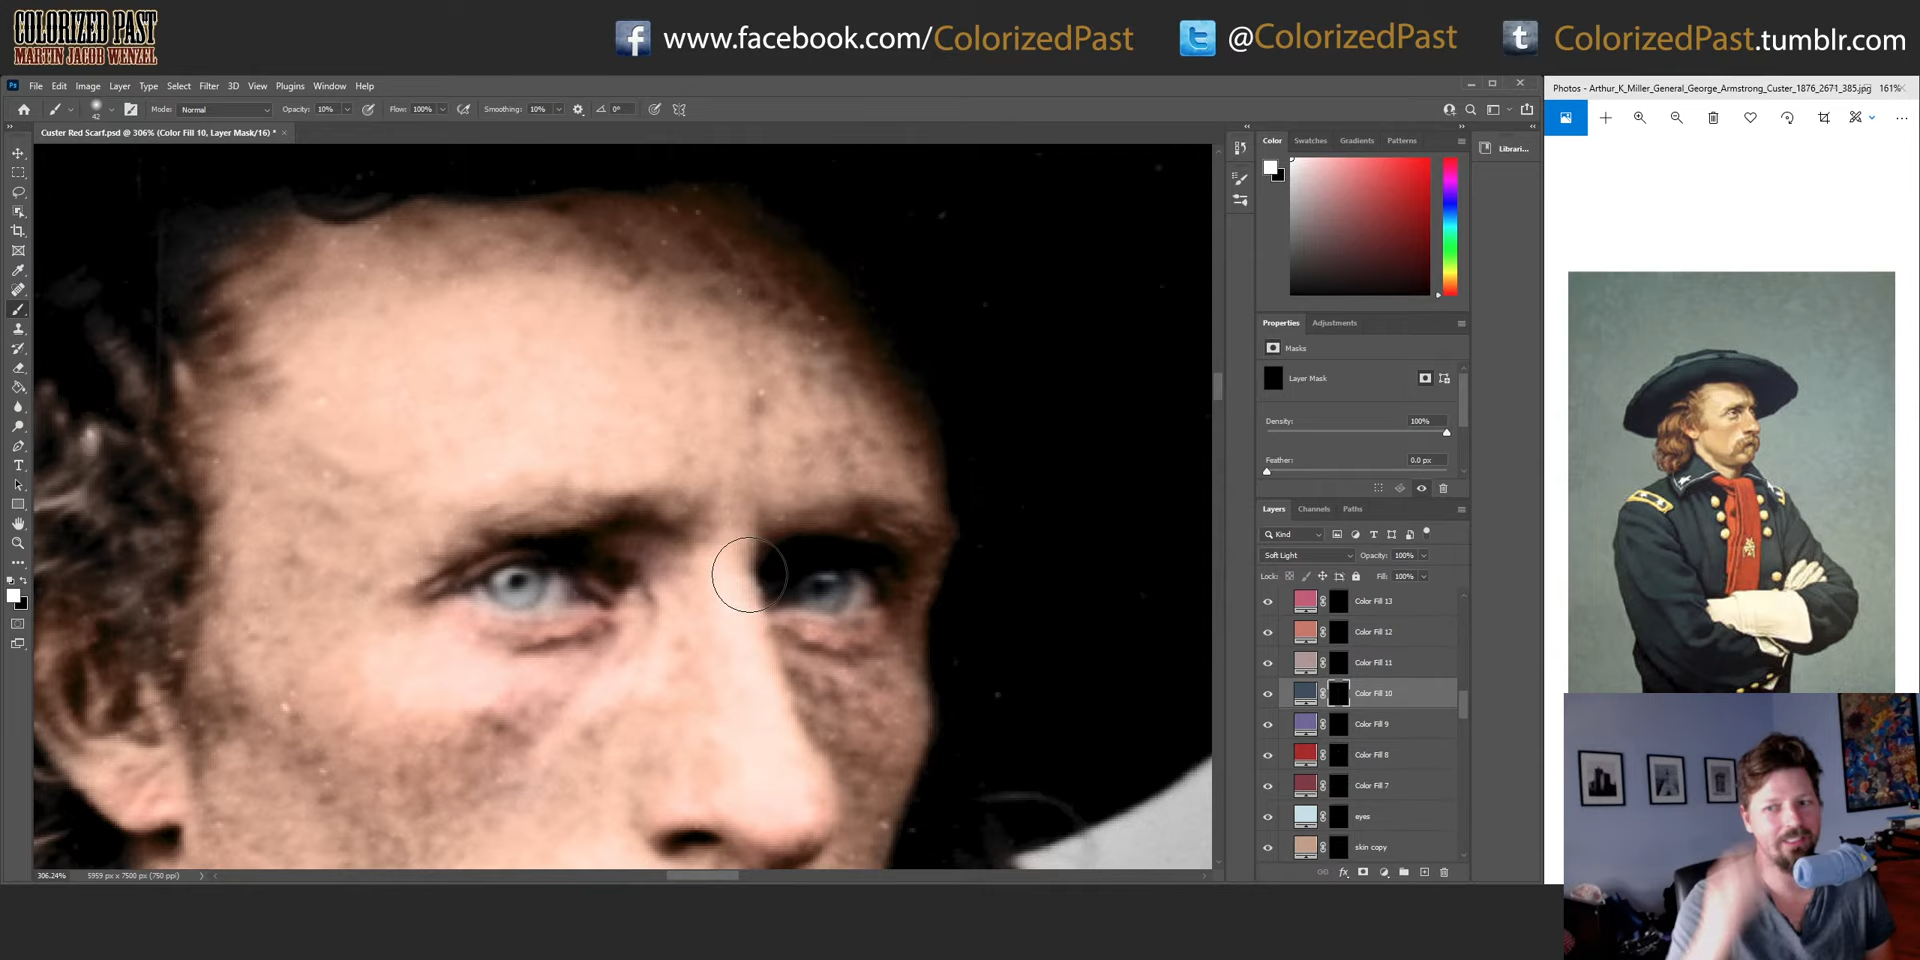 COLORIZED PAST
MARTIN JACOB WENZEL
www.facebook.com/ColorizedPast
@ColorizedPast
ColorizedPast.tumblr.com
Ps File Edit Image Layer Type Select Filter 3D View Plugins Window Help
42 Mode: Normal Opacity: 10% Flow: 100% Smoothing: 10% 0°
Custer Red Scarf.psd @ 306% (Color Fill 10, Layer Mask/16) *
Color Swatches Gradients Patterns
Librari...
Properties Adjustments
Masks
Layer Mask
Density: 100%
Feather: 0.0 px
Layers Channels Paths
Kind
Soft Light Opacity: 100%
Lock: Fill: 100%
Color Fill 13
Color Fill 12
Color Fill 11
Color Fill 10
Color Fill 9
Color Fill 8
Color Fill 7
eyes
skin copy
fx
306.24% 5959 px x 7500 px (750 ppi)
Photos - Arthur_K_Miller_General_George_Armstrong_Custer_1876_2671_385.jpg 161%